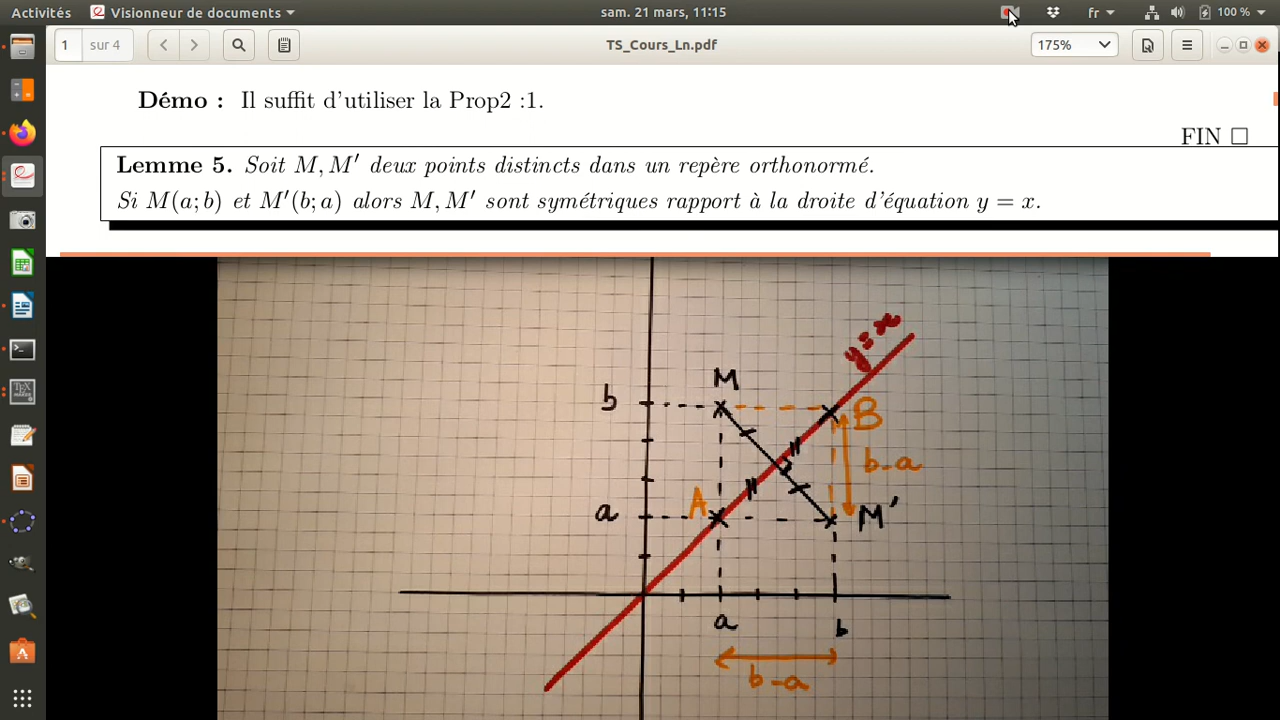 Activités Visionneur de documents sam. 21 mars, 11:15 fr 100 %
1 sur 4 TS_Cours_Ln.pdf 175%
Démo : Il suffit d'utiliser la Prop2 :1.
FIN □
Lemme 5. Soit M, M′ deux points distincts dans un repère orthonormé.
Si M(a; b) et M′(b; a) alors M, M′ sont symétriques rapport à la droite d'équation y = x.
y = x
M
b
B
b-a
A
a
M'
a
b
b-a